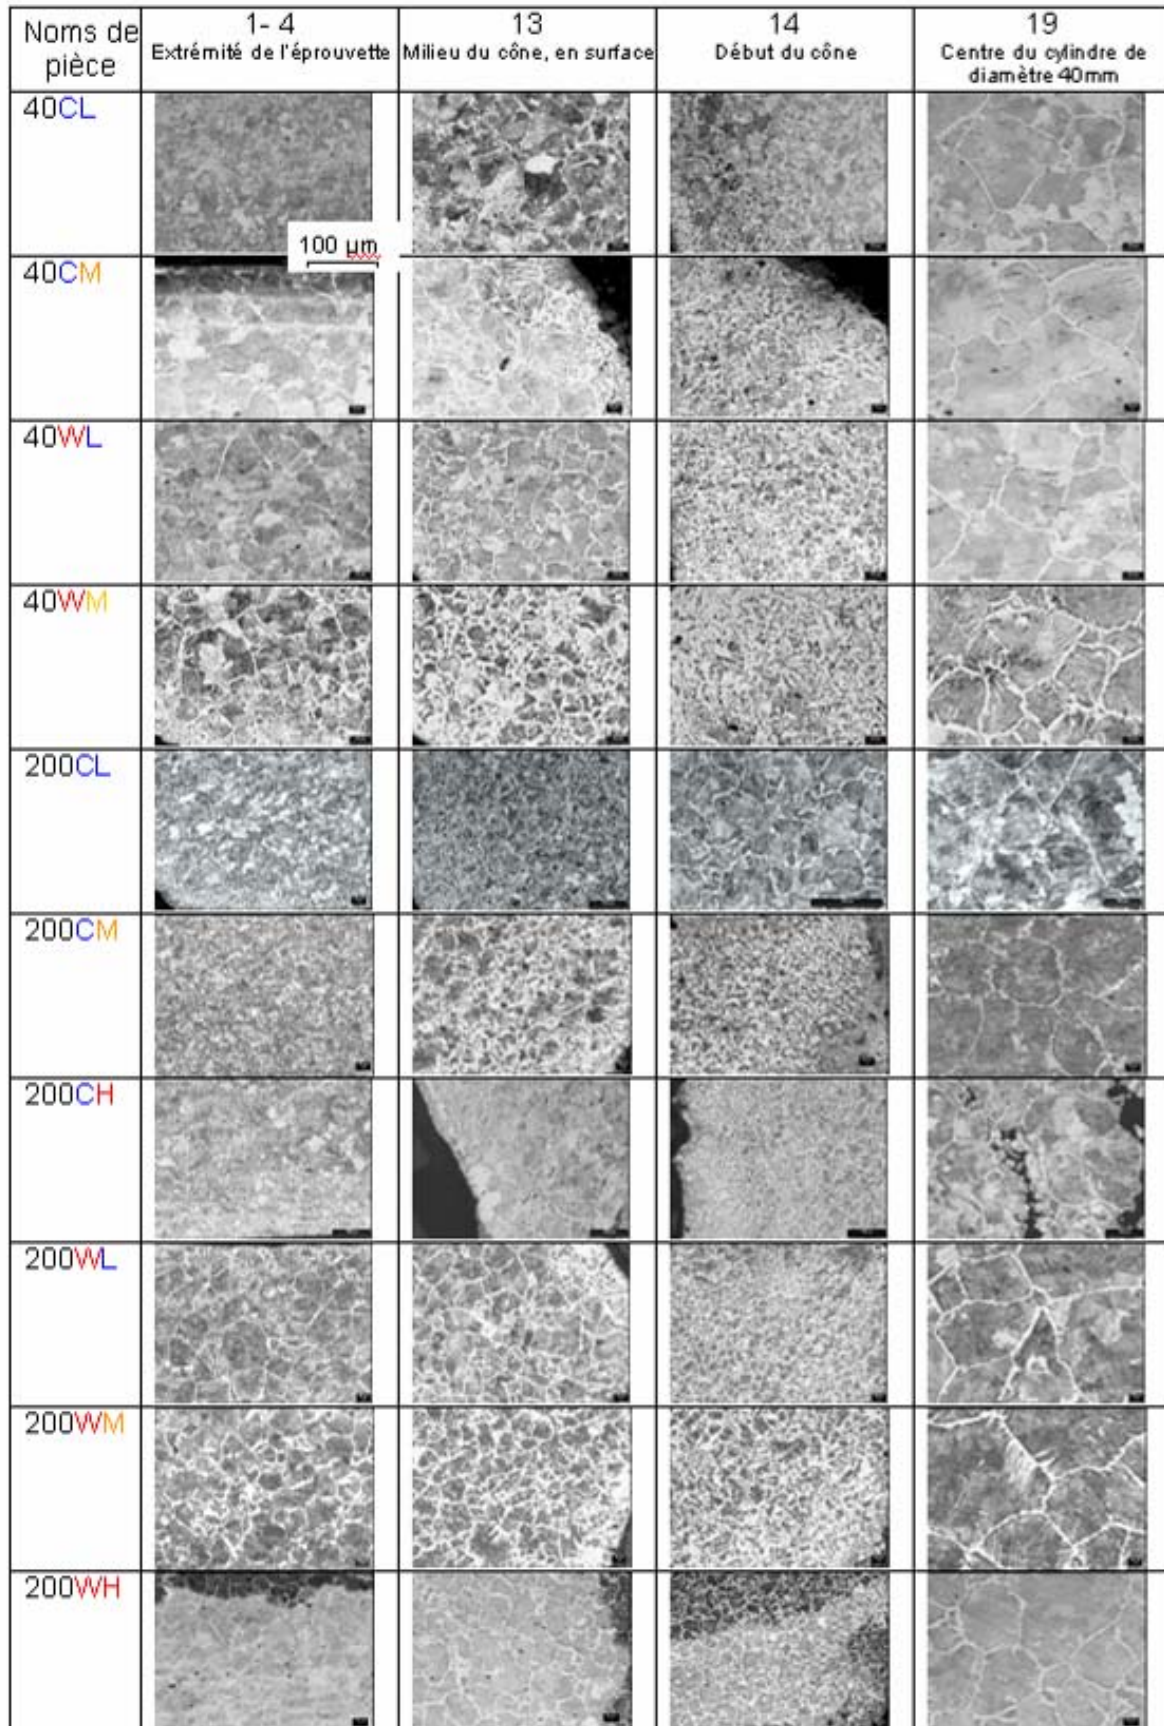 Noms de pièce
1- 4
Extrémité de l'éprouvette
13
Milieu du cône, en surface
14
Début du cône
19
Centre du cylindre de
diamètre 40mm
40CL
100 µm
40CM
40WL
40WM
200CL
200CM
200CH
200WL
200WM
200WH